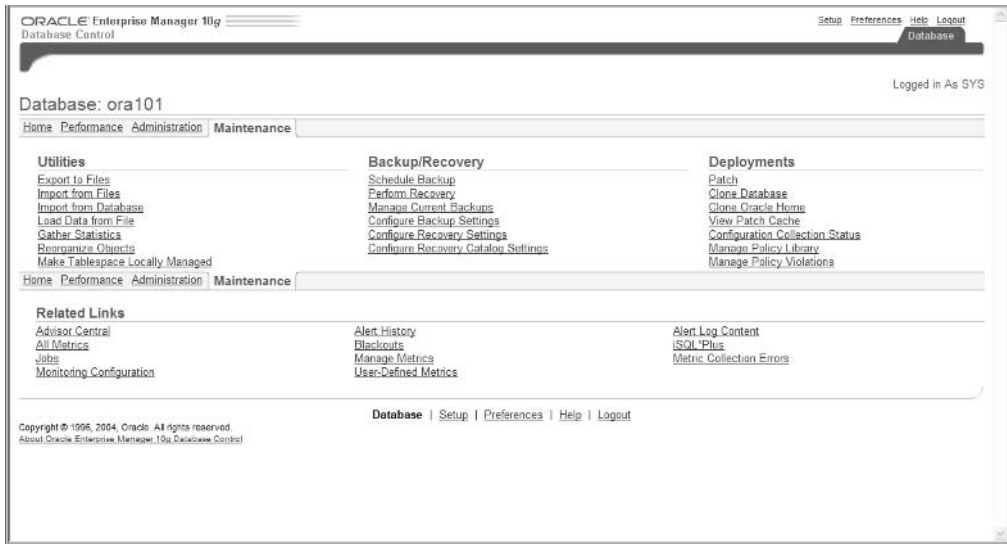 ORACLE Enterprise Manager 10g
Database Control
Setup Preferences Help Logout
Database
Logged in As SYS
Database: ora101
Home Performance Administration Maintenance
Utilities
Export to Files
Import from Files
Import from Database
Load Data from File
Gather Statistics
Reorganize Objects
Make Tablespace Locally Managed
Backup/Recovery
Schedule Backup
Perform Recovery
Manage Current Backups
Configure Backup Settings
Configure Recovery Settings
Configure Recovery Catalog Settings
Deployments
Patch
Clone Database
Clone Oracle Home
View Patch Cache
Configuration Collection Status
Manage Policy Library
Manage Policy Violations
Home Performance Administration Maintenance
Related Links
Advisor Central
All Metrics
Jobs
Monitoring Configuration
Alert History
Blackouts
Manage Metrics
User-Defined Metrics
Alert Log Content
iSQL*Plus
Metric Collection Errors
Database | Setup | Preferences | Help | Logout
Copyright © 1996, 2004, Oracle. All rights reserved.
About Oracle Enterprise Manager 10g Database Control